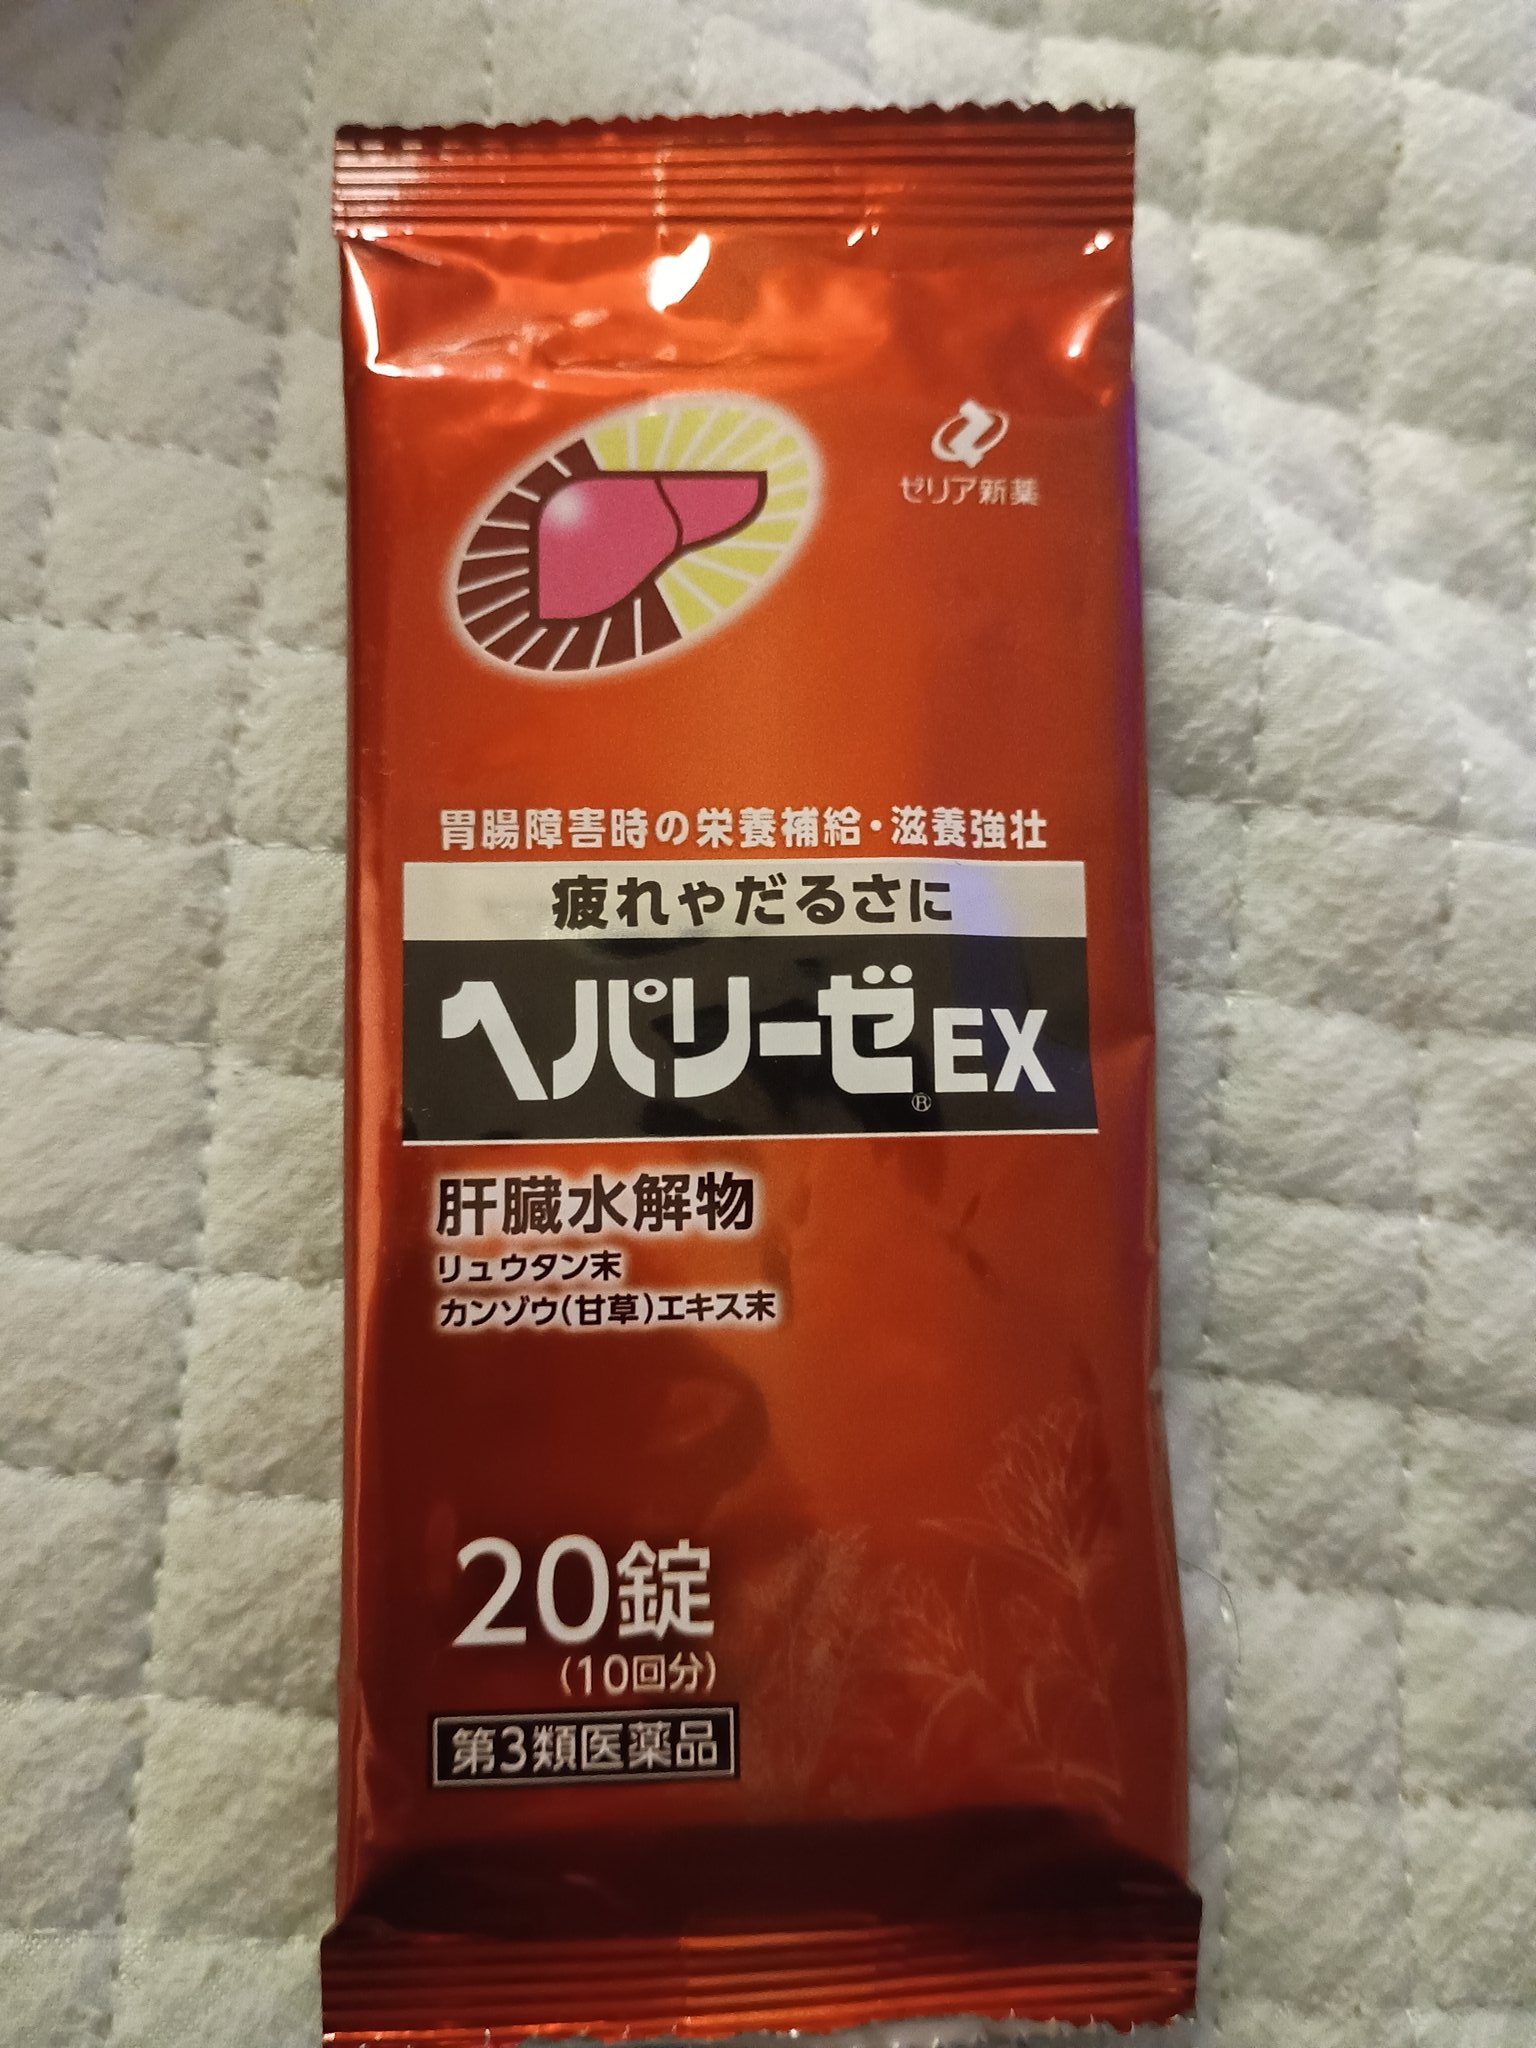 ゼリア新薬
胃腸障害時の栄養補給・滋養強壮
疲れやだるさに
ヘパリーゼ®EX
肝臓水解物
リュウタン末
カンゾウ(甘草)エキス末
20錠
(10回分)
第3類医薬品